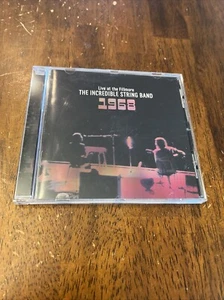 Live at the Fillmore
THE INCREDIBLE STRING BAND
1968